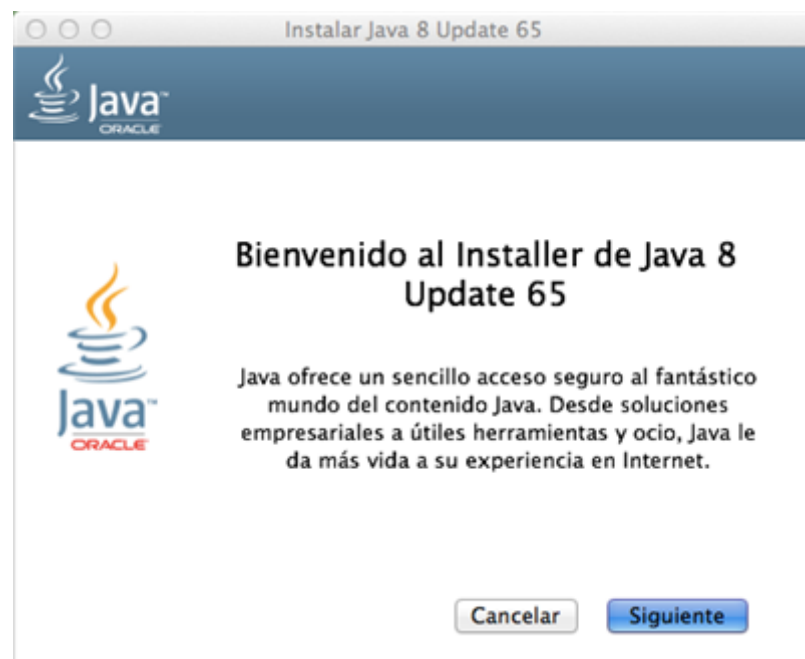 Instalar Java 8 Update 65
Java™
ORACLE
Bienvenido al Installer de Java 8
Update 65
Java ofrece un sencillo acceso seguro al fantástico
mundo del contenido Java. Desde soluciones
empresariales a útiles herramientas y ocio, Java le
da más vida a su experiencia en Internet.
Java™
ORACLE
Cancelar
Siguiente